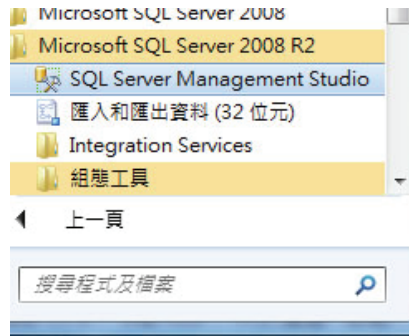 Microsoft SQL Server 2008
Microsoft SQL Server 2008 R2
SQL Server Management Studio
匯入和匯出資料 (32 位元)
Integration Services
組態工具
上一頁
搜尋程式及檔案